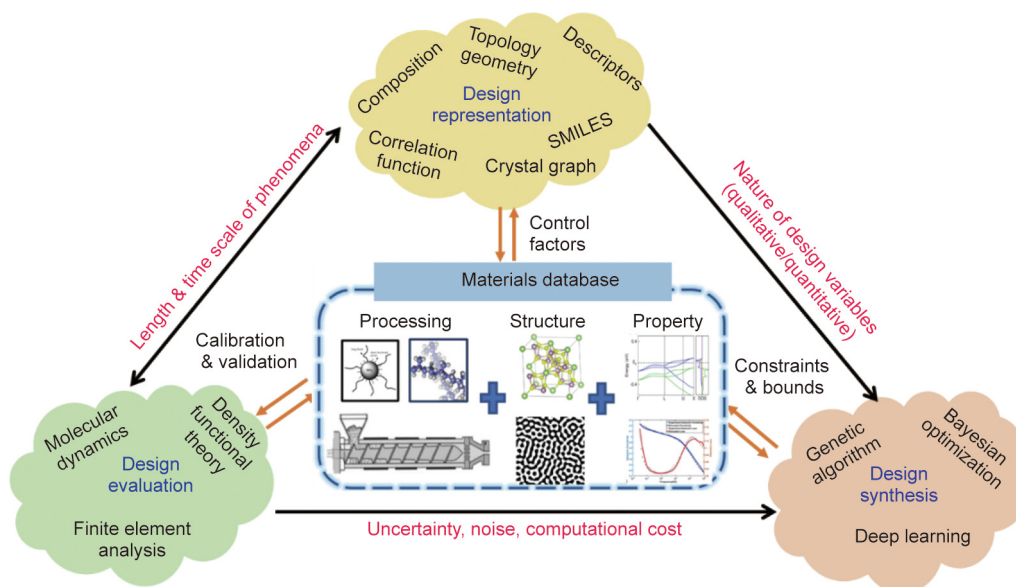 Composition
Topology
geometry
Descriptors
Design
representation
Correlation
function
SMILES
Crystal graph
Length & time scale of phenomena
Nature of design variables
(qualitative/quantitative)
Control
factors
Materials database
Processing
Structure
Property
Calibration
& validation
Constraints
& bounds
Molecular
dynamics
Density
functional
theory
Design
evaluation
Finite element
analysis
Uncertainty, noise, computational cost
Genetic
algorithm
Bayesian
optimization
Design
synthesis
Deep learning